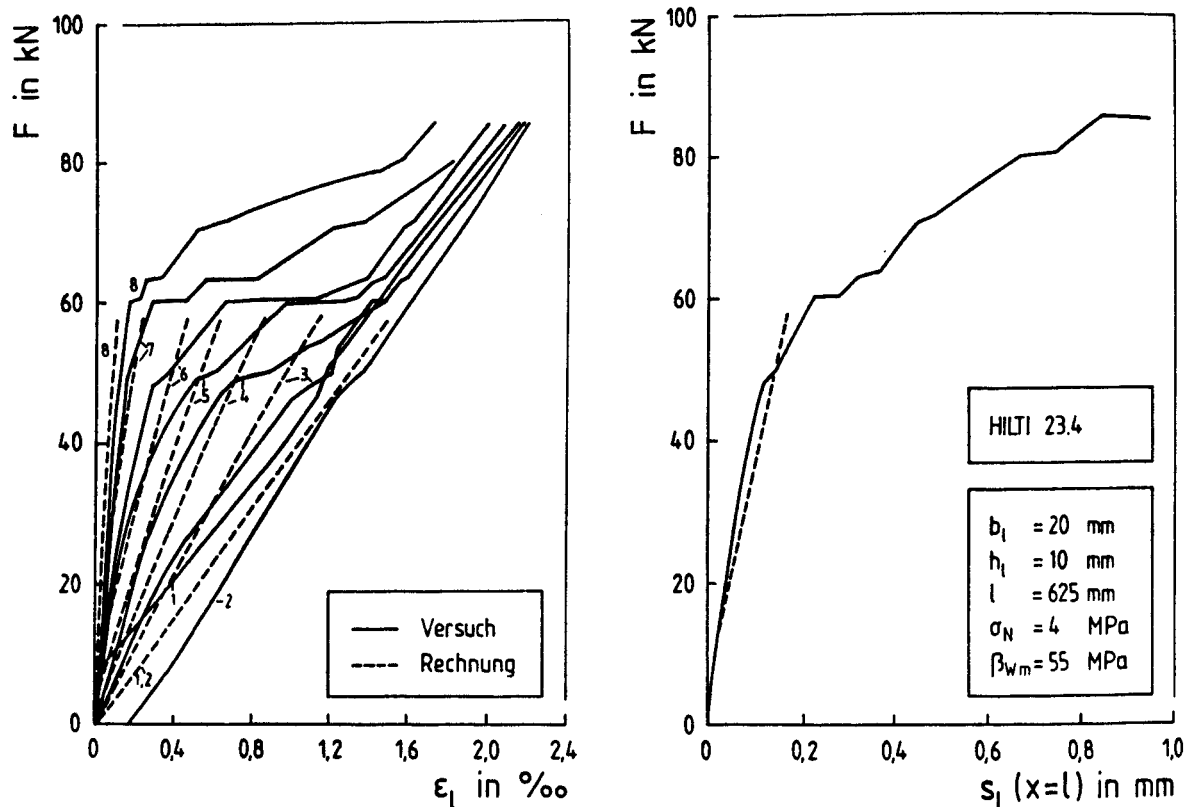 F in kN
100
80
60
40
20
0
0
0,4
0,8
1,2
1,6
2,0
2,4
ε_l in ‰
8
8
7
6
5
4
3
1
2
1,2
Versuch
Rechnung
F in kN
100
80
60
40
20
0
0
0,2
0,4
0,6
0,8
1,0
s_l (x=l) in mm
HILTI 23.4
b_l = 20 mm
h_l = 10 mm
l = 625 mm
σ_N = 4 MPa
β_Wm = 55 MPa